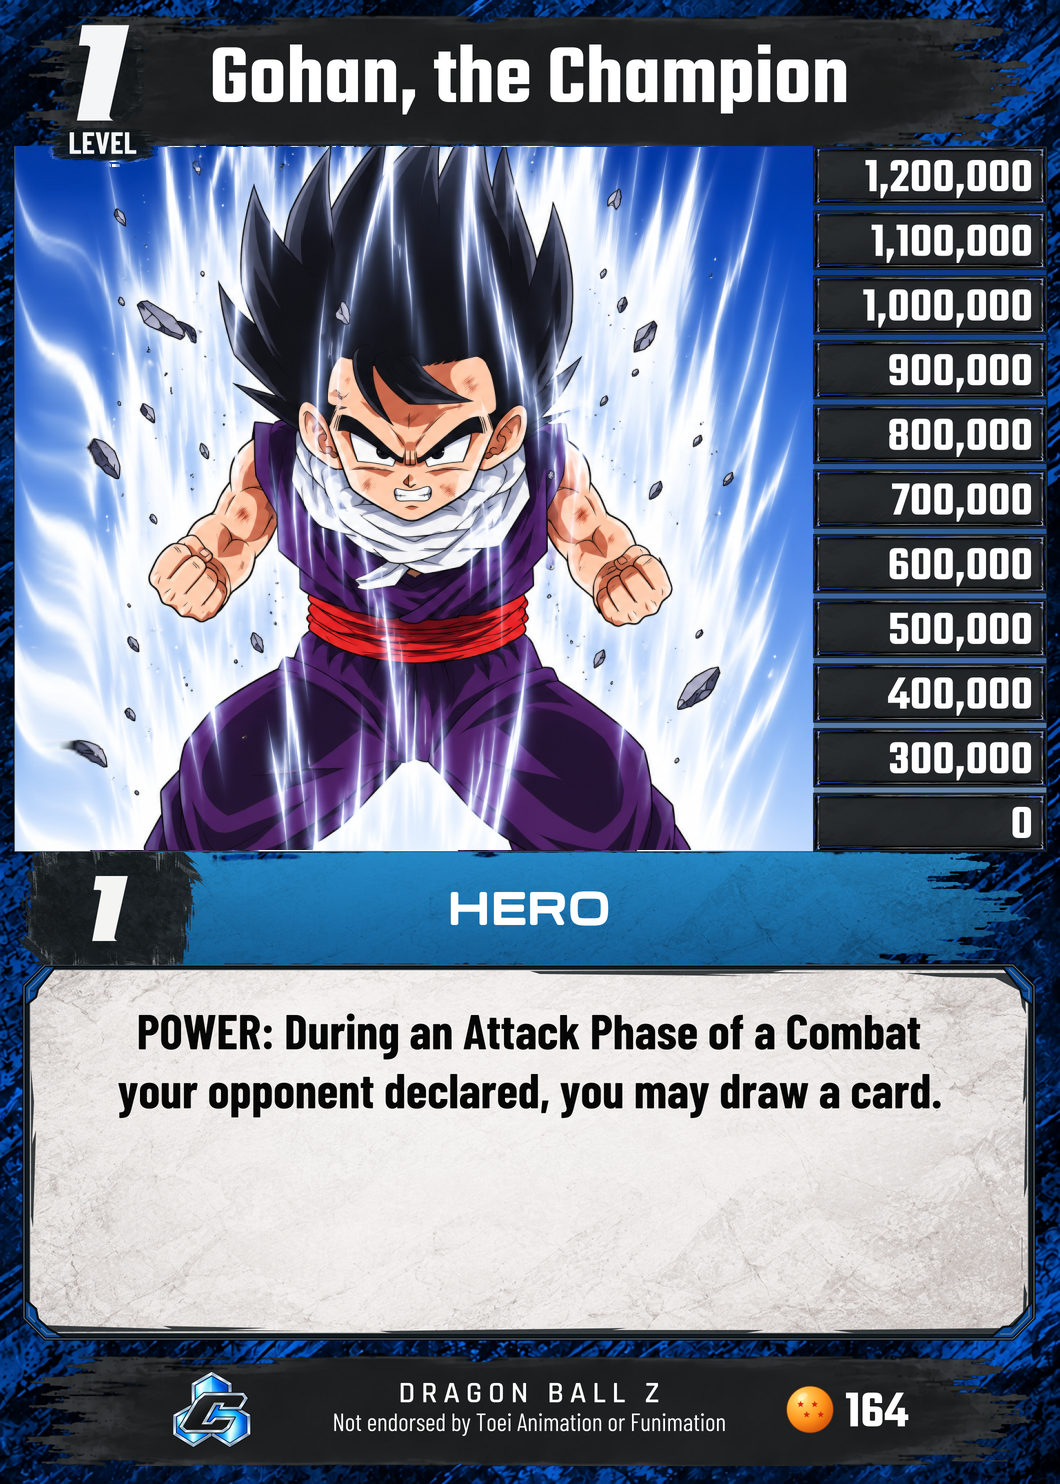 1
LEVEL
Gohan, the Champion
1,200,000
1,100,000
1,000,000
900,000
800,000
700,000
600,000
500,000
400,000
300,000
0
1
HERO
POWER: During an Attack Phase of a Combat
your opponent declared, you may draw a card.
G
DRAGON BALL Z
Not endorsed by Toei Animation or Funimation
164